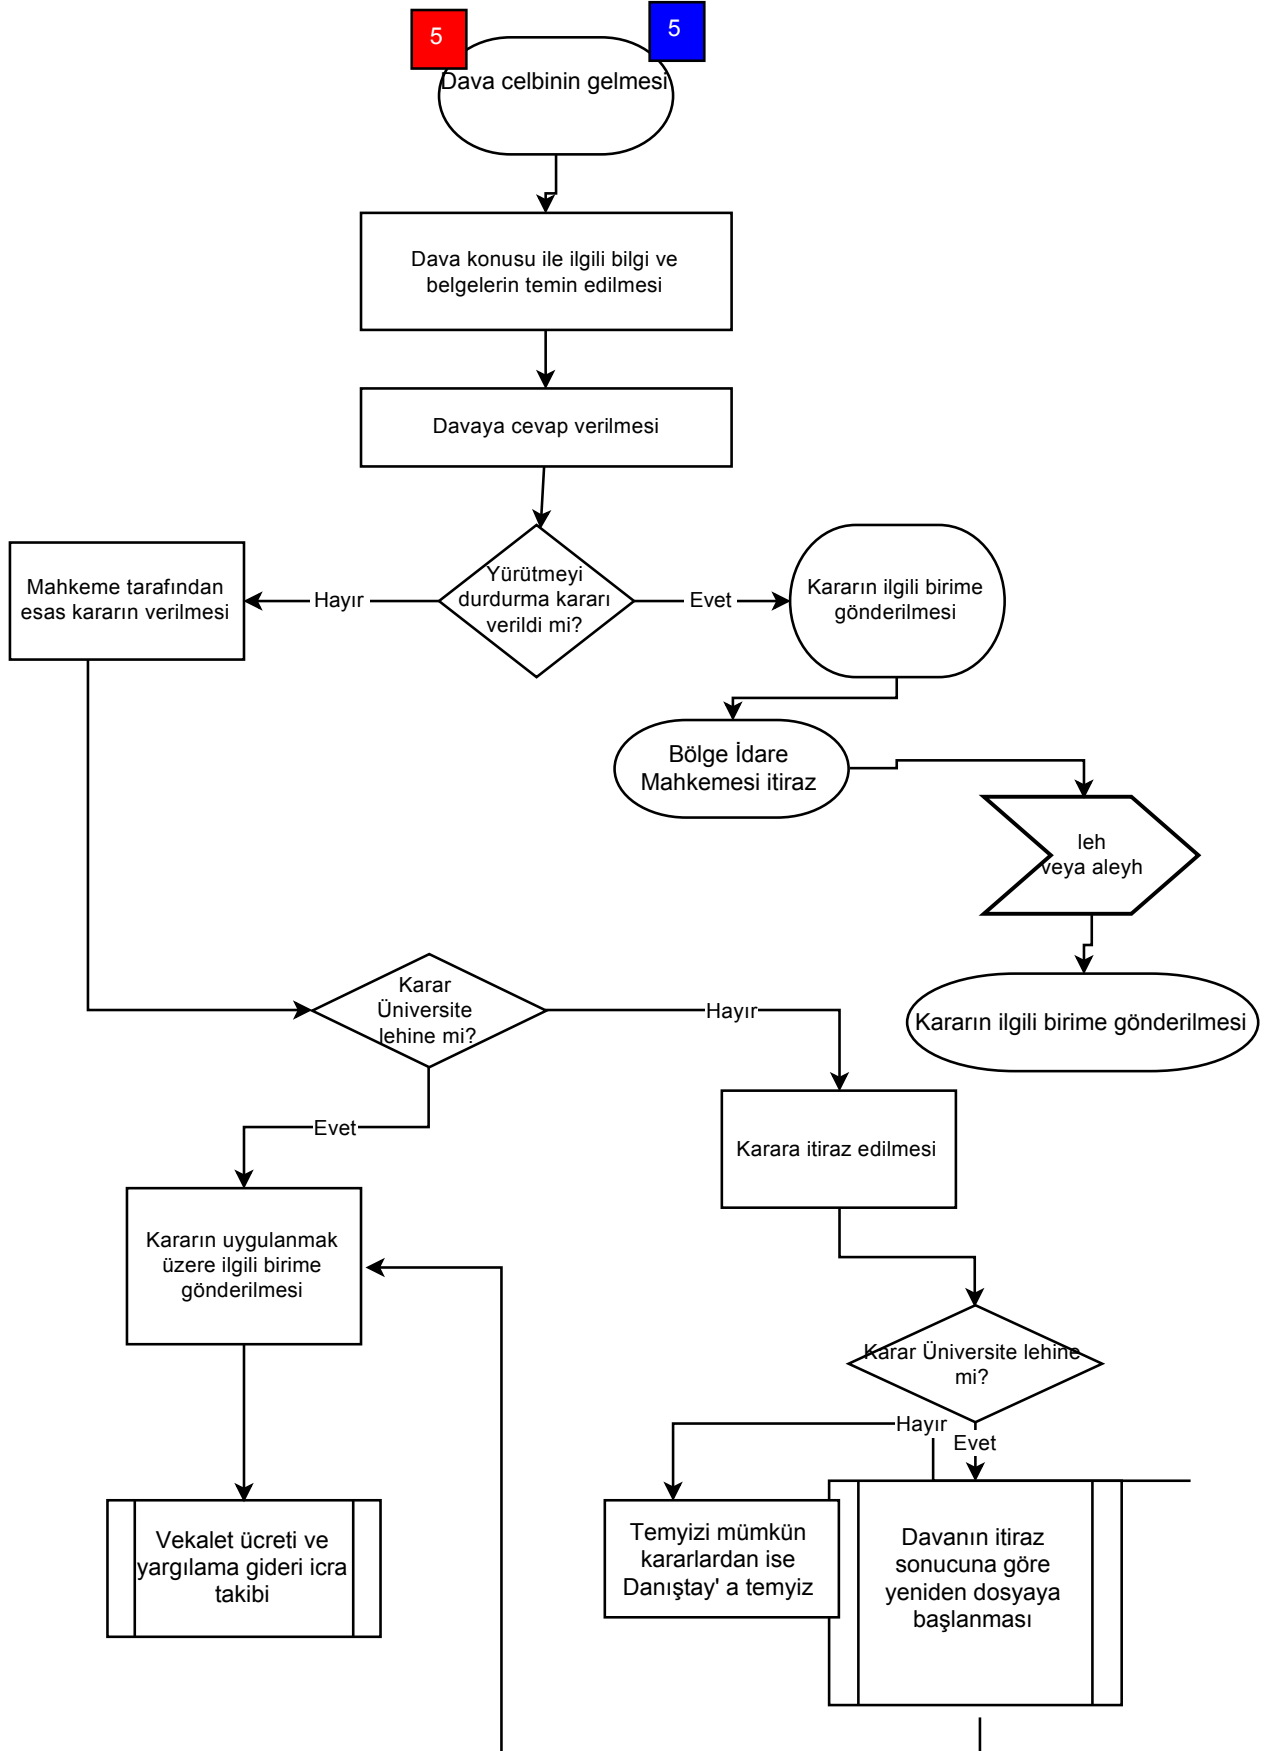 5
5
Dava celbinin gelmesi
Dava konusu ile ilgili bilgi ve
belgelerin temin edilmesi
Davaya cevap verilmesi
Mahkeme tarafından
esas kararın verilmesi
Hayır
Yürütmeyi
durdurma kararı
verildi mi?
Evet
Kararın ilgili birime
gönderilmesi
Bölge İdare
Mahkemesi itiraz
leh
veya aleyh
Kararın ilgili birime gönderilmesi
Karar
Üniversite
lehine mi?
Hayır
Evet
Karara itiraz edilmesi
Kararın uygulanmak
üzere ilgili birime
gönderilmesi
Karar Üniversite lehine
mi?
Hayır
Evet
Vekalet ücreti ve
yargılama gideri icra
takibi
Temyizi mümkün
kararlardan ise
Danıştay' a temyiz
Davanın itiraz
sonucuna göre
yeniden dosyaya
başlanması